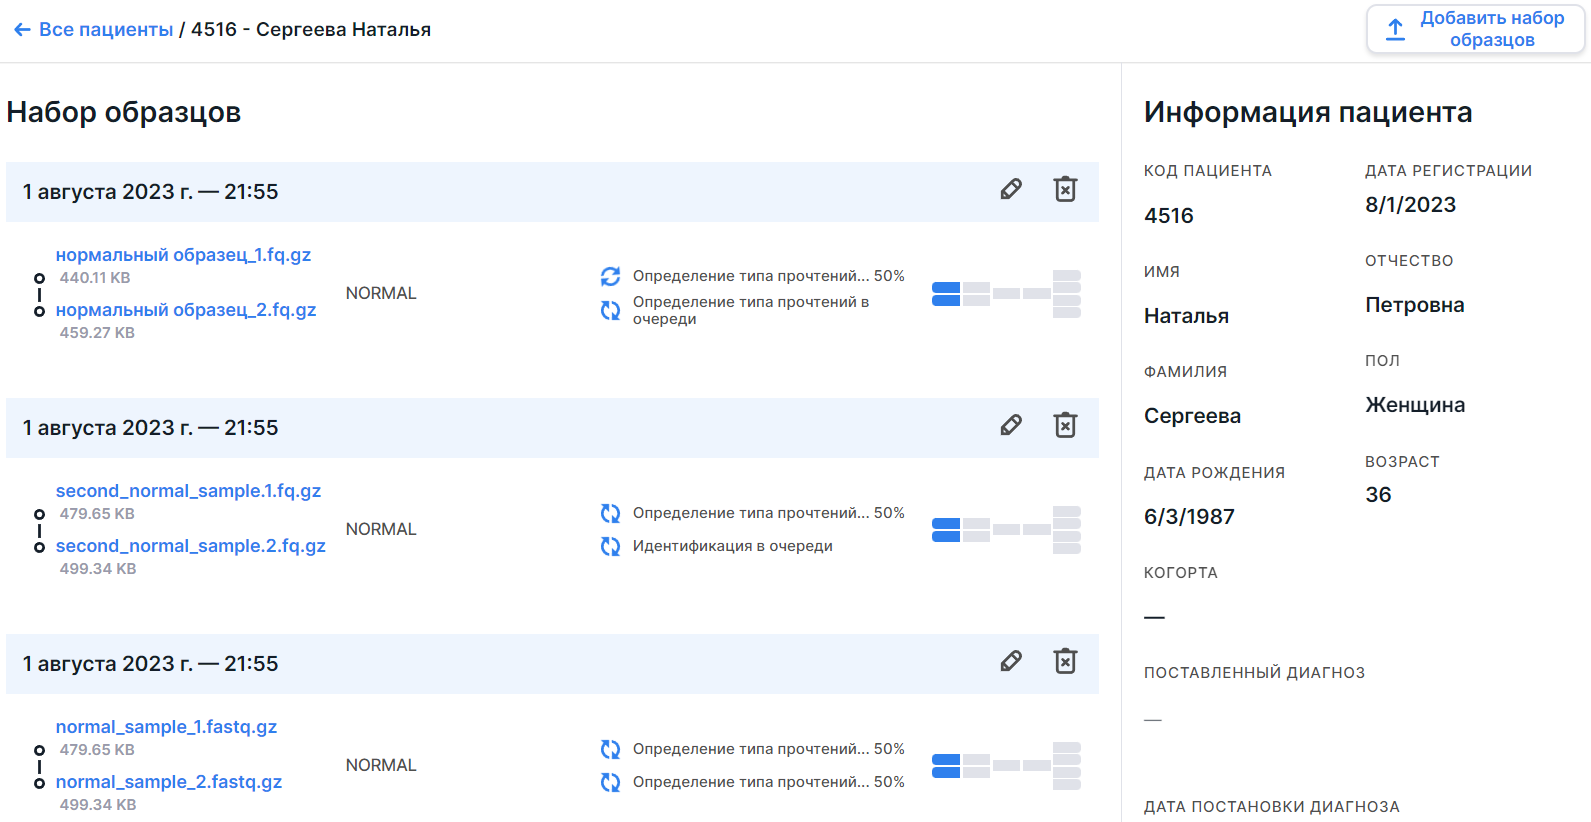 Все пациенты / 4516 - Сергеева Наталья
Добавить набор
образцов
Набор образцов
1 августа 2023 г. — 21:55
нормальный образец_1.fq.gz
440.11 KB
нормальный образец_2.fq.gz
459.27 KB
NORMAL
Определение типа прочтений... 50%
Определение типа прочтений в
очереди
1 августа 2023 г. — 21:55
second_normal_sample.1.fq.gz
479.65 KB
second_normal_sample.2.fq.gz
499.34 KB
NORMAL
Определение типа прочтений... 50%
Идентификация в очереди
1 августа 2023 г. — 21:55
normal_sample_1.fastq.gz
479.65 KB
normal_sample_2.fastq.gz
499.34 KB
NORMAL
Определение типа прочтений... 50%
Определение типа прочтений... 50%
Информация пациента
КОД ПАЦИЕНТА
4516
ДАТА РЕГИСТРАЦИИ
8/1/2023
ИМЯ
Наталья
ОТЧЕСТВО
Петровна
ФАМИЛИЯ
Сергеева
ПОЛ
Женщина
ДАТА РОЖДЕНИЯ
6/3/1987
ВОЗРАСТ
36
КОГОРТА
—
ПОСТАВЛЕННЫЙ ДИАГНОЗ
—
ДАТА ПОСТАНОВКИ ДИАГНОЗА